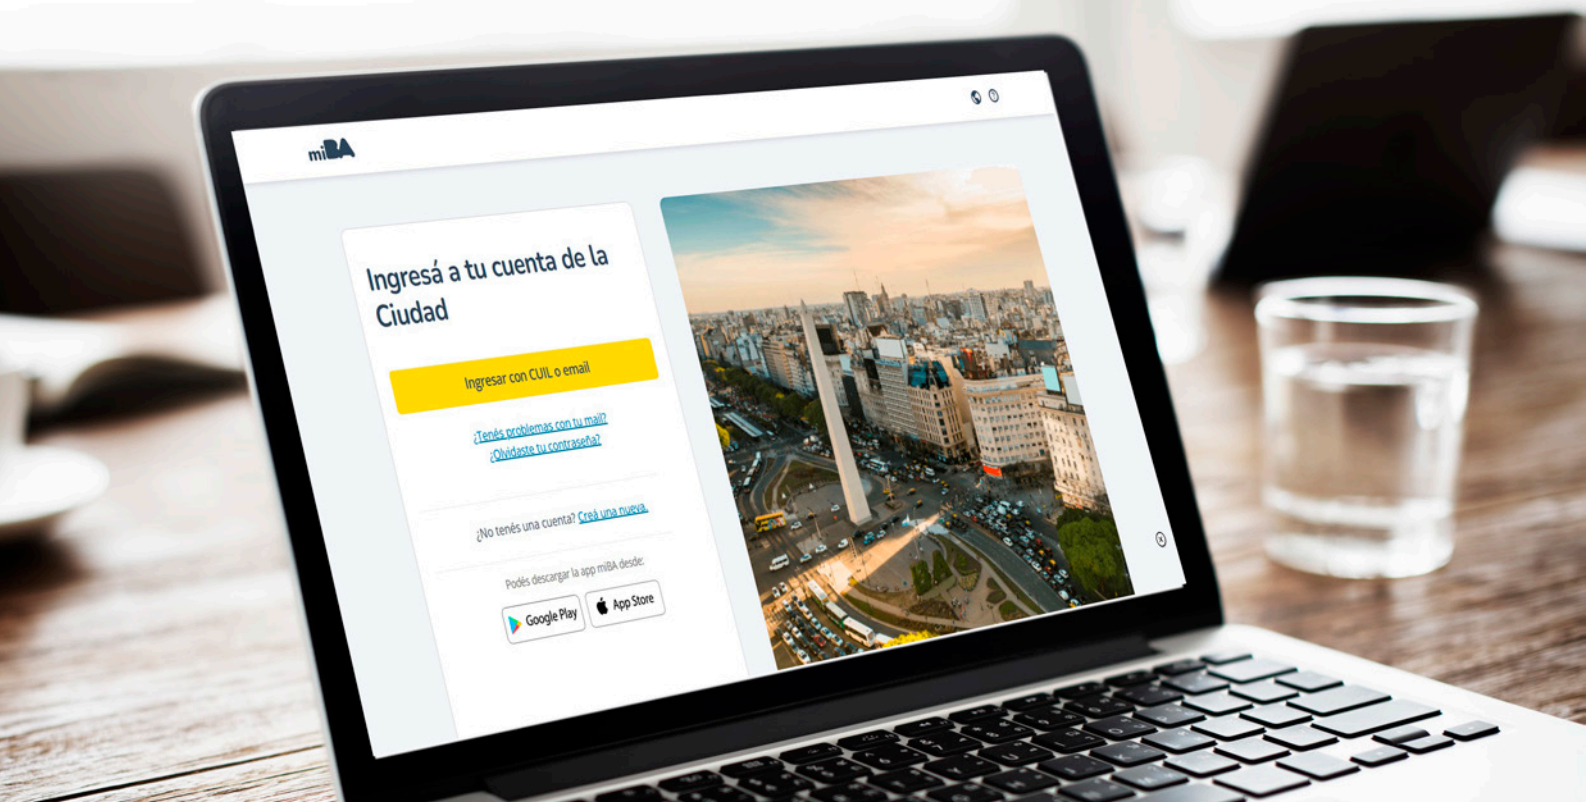 miBA
Ingresá a tu cuenta de la
Ciudad
Ingresar con CUIL o email
¿Tenés problemas con tu mail?
¿Olvidaste tu contraseña?
¿No tenés una cuenta? Creá una nueva.
Podés descargar la app miBA desde:
Google Play
App Store